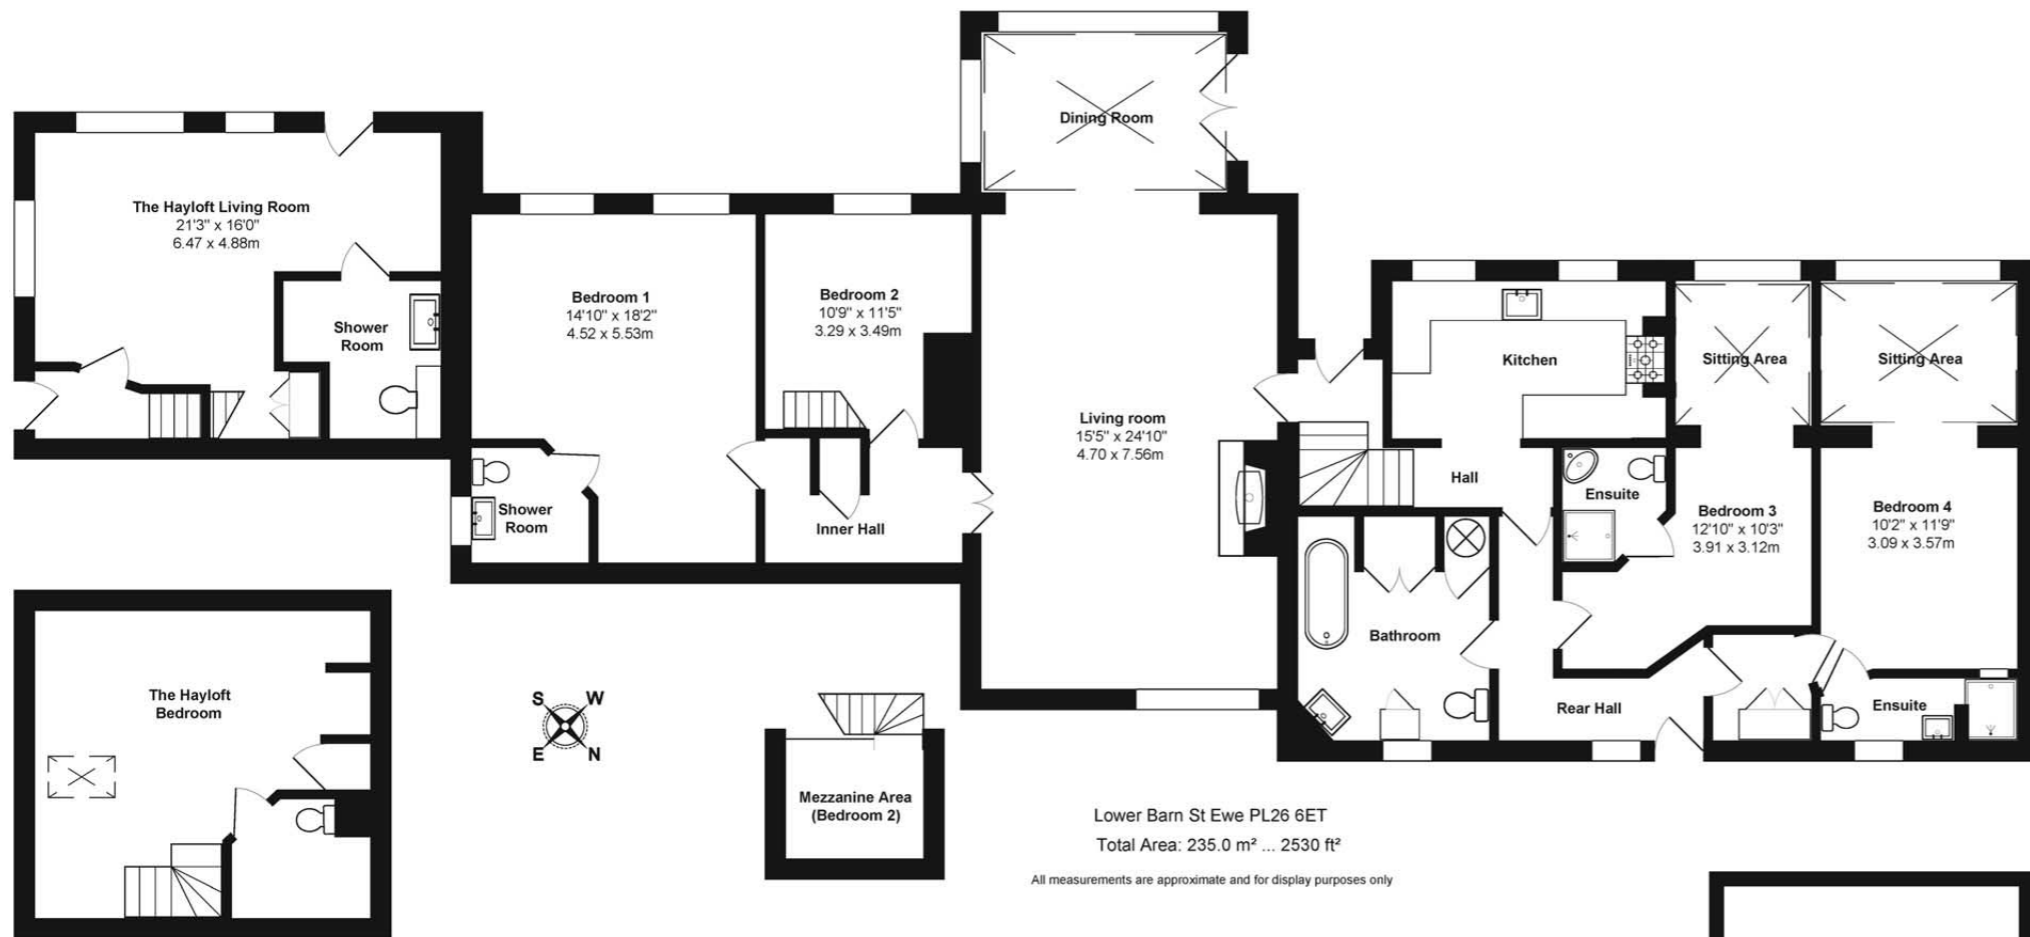 Dining Room
The Hayloft Living Room
21'3" x 16'0"
6.47 x 4.88m
Shower
Room
Bedroom 1
14'10" x 18'2"
4.52 x 5.53m
Bedroom 2
10'9" x 11'5"
3.29 x 3.49m
Living room
15'5" x 24'10"
4.70 x 7.56m
Kitchen
Sitting Area
Sitting Area
Hall
Ensuite
Bedroom 3
12'10" x 10'3"
3.91 x 3.12m
Bedroom 4
10'2" x 11'9"
3.09 x 3.57m
Shower
Room
Inner Hall
Bathroom
Rear Hall
Ensuite
The Hayloft
Bedroom
S W
E N
Mezzanine Area
(Bedroom 2)
Lower Barn St Ewe PL26 6ET
Total Area: 235.0 m² ... 2530 ft²
All measurements are approximate and for display purposes only